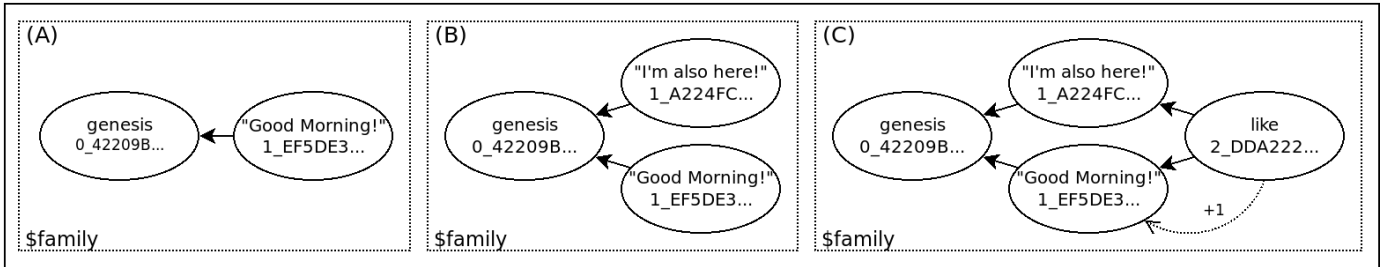 (A)
genesis
0_42209B...
"Good Morning!"
1_EF5DE3...
$family
(B)
"I'm also here!"
1_A224FC...
genesis
0_42209B...
"Good Morning!"
1_EF5DE3...
$family
(C)
"I'm also here!"
1_A224FC...
genesis
0_42209B...
like
2_DDA222...
"Good Morning!"
1_EF5DE3...
+1
$family